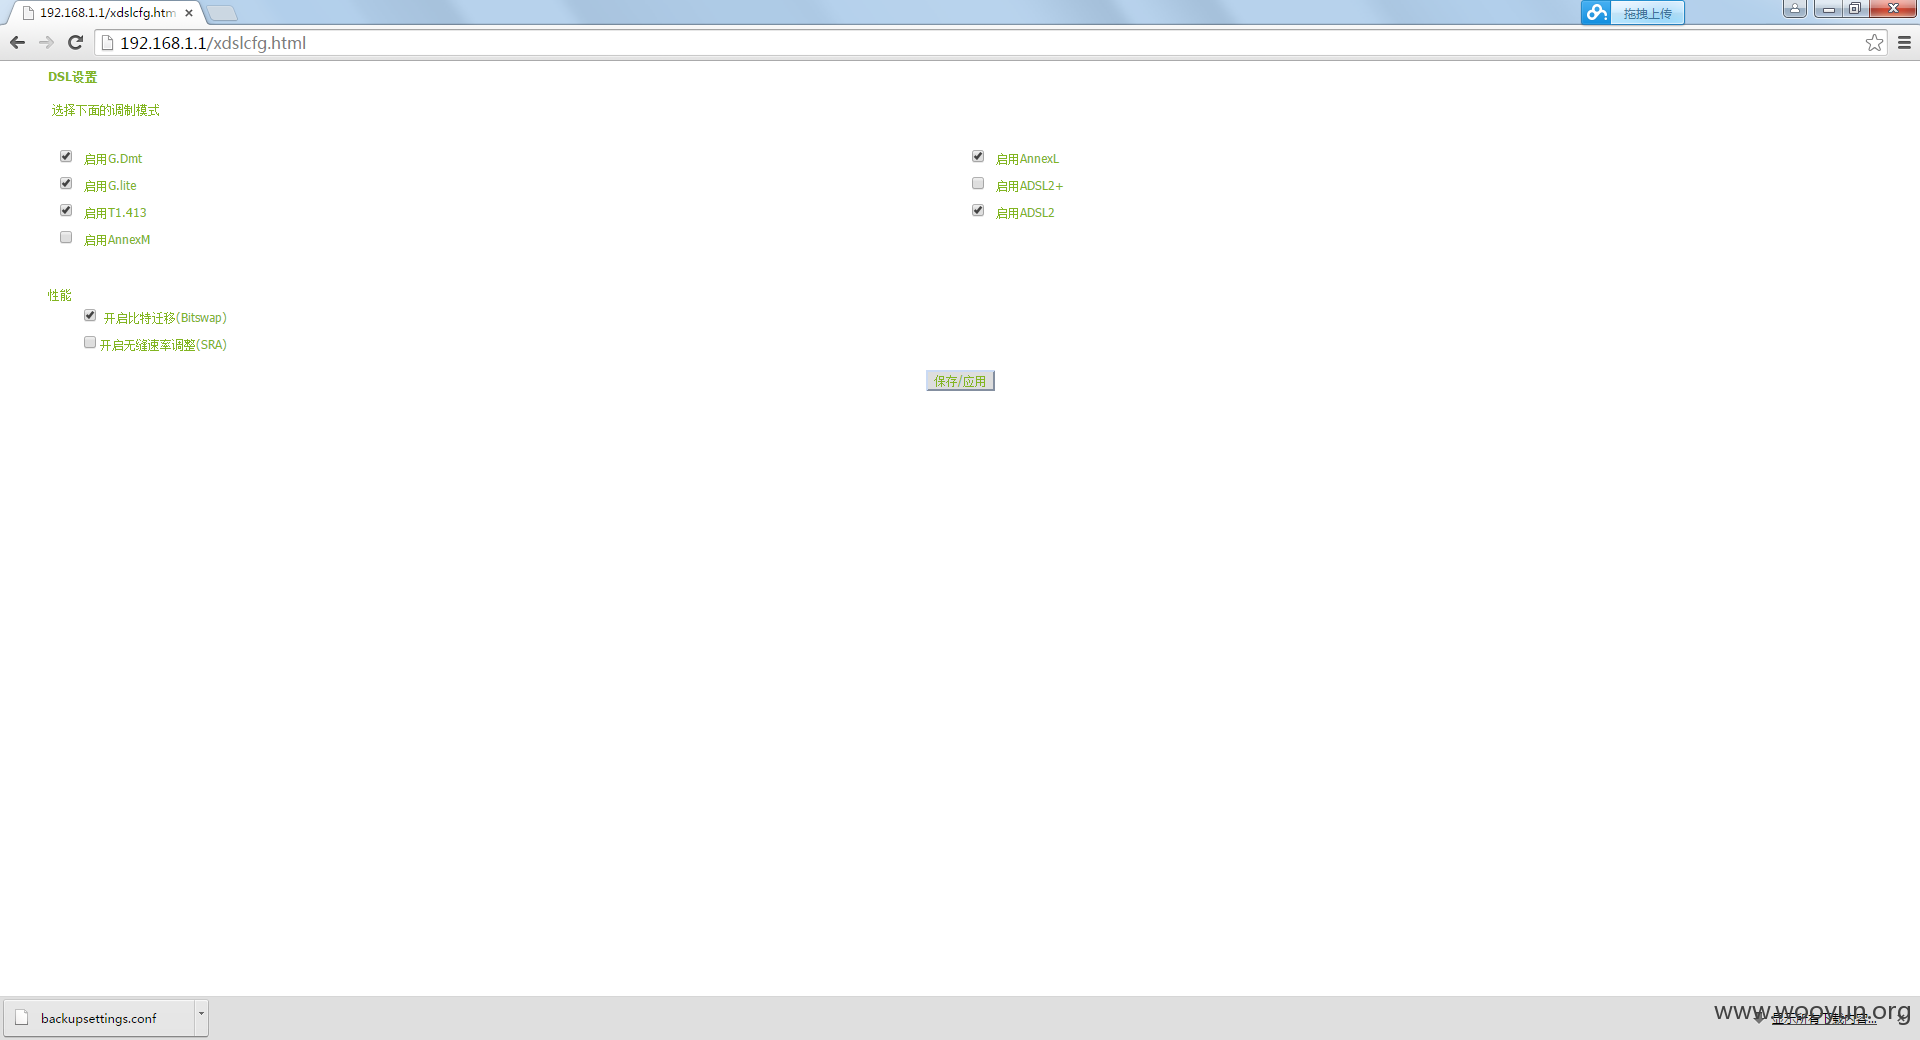 192.168.1.1/xdslcfg.htm
拖拽上传
192.168.1.1/xdslcfg.html
DSL设置
选择下面的调制模式
启用G.Dmt
启用AnnexL
启用G.lite
启用ADSL2+
启用T1.413
启用ADSL2
启用AnnexM
性能
开启比特迁移(Bitswap)
开启无缝速率调整(SRA)
保存/应用
backupsettings.conf
www.wooyun.org
显示所有下载内容...